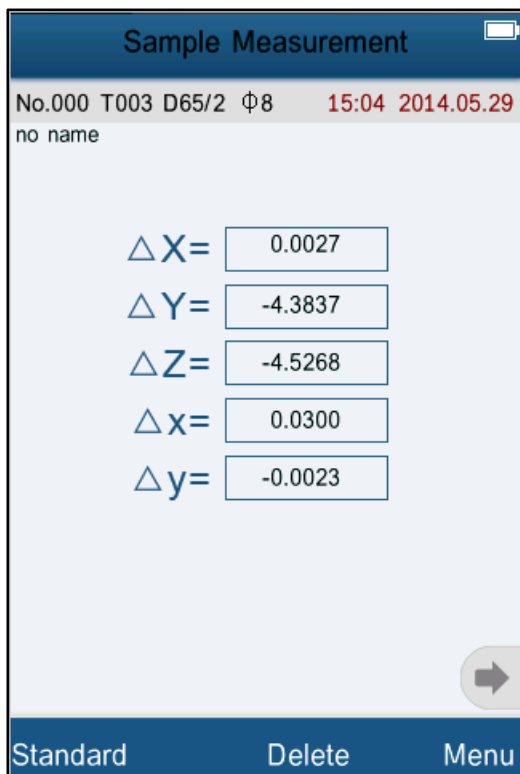 Sample Measurement
No.000 T003 D65/2 Φ8 15:04 2014.05.29
no name
△X= 0.0027
△Y= -4.3837
△Z= -4.5268
△x= 0.0300
△y= -0.0023
Standard Delete Menu